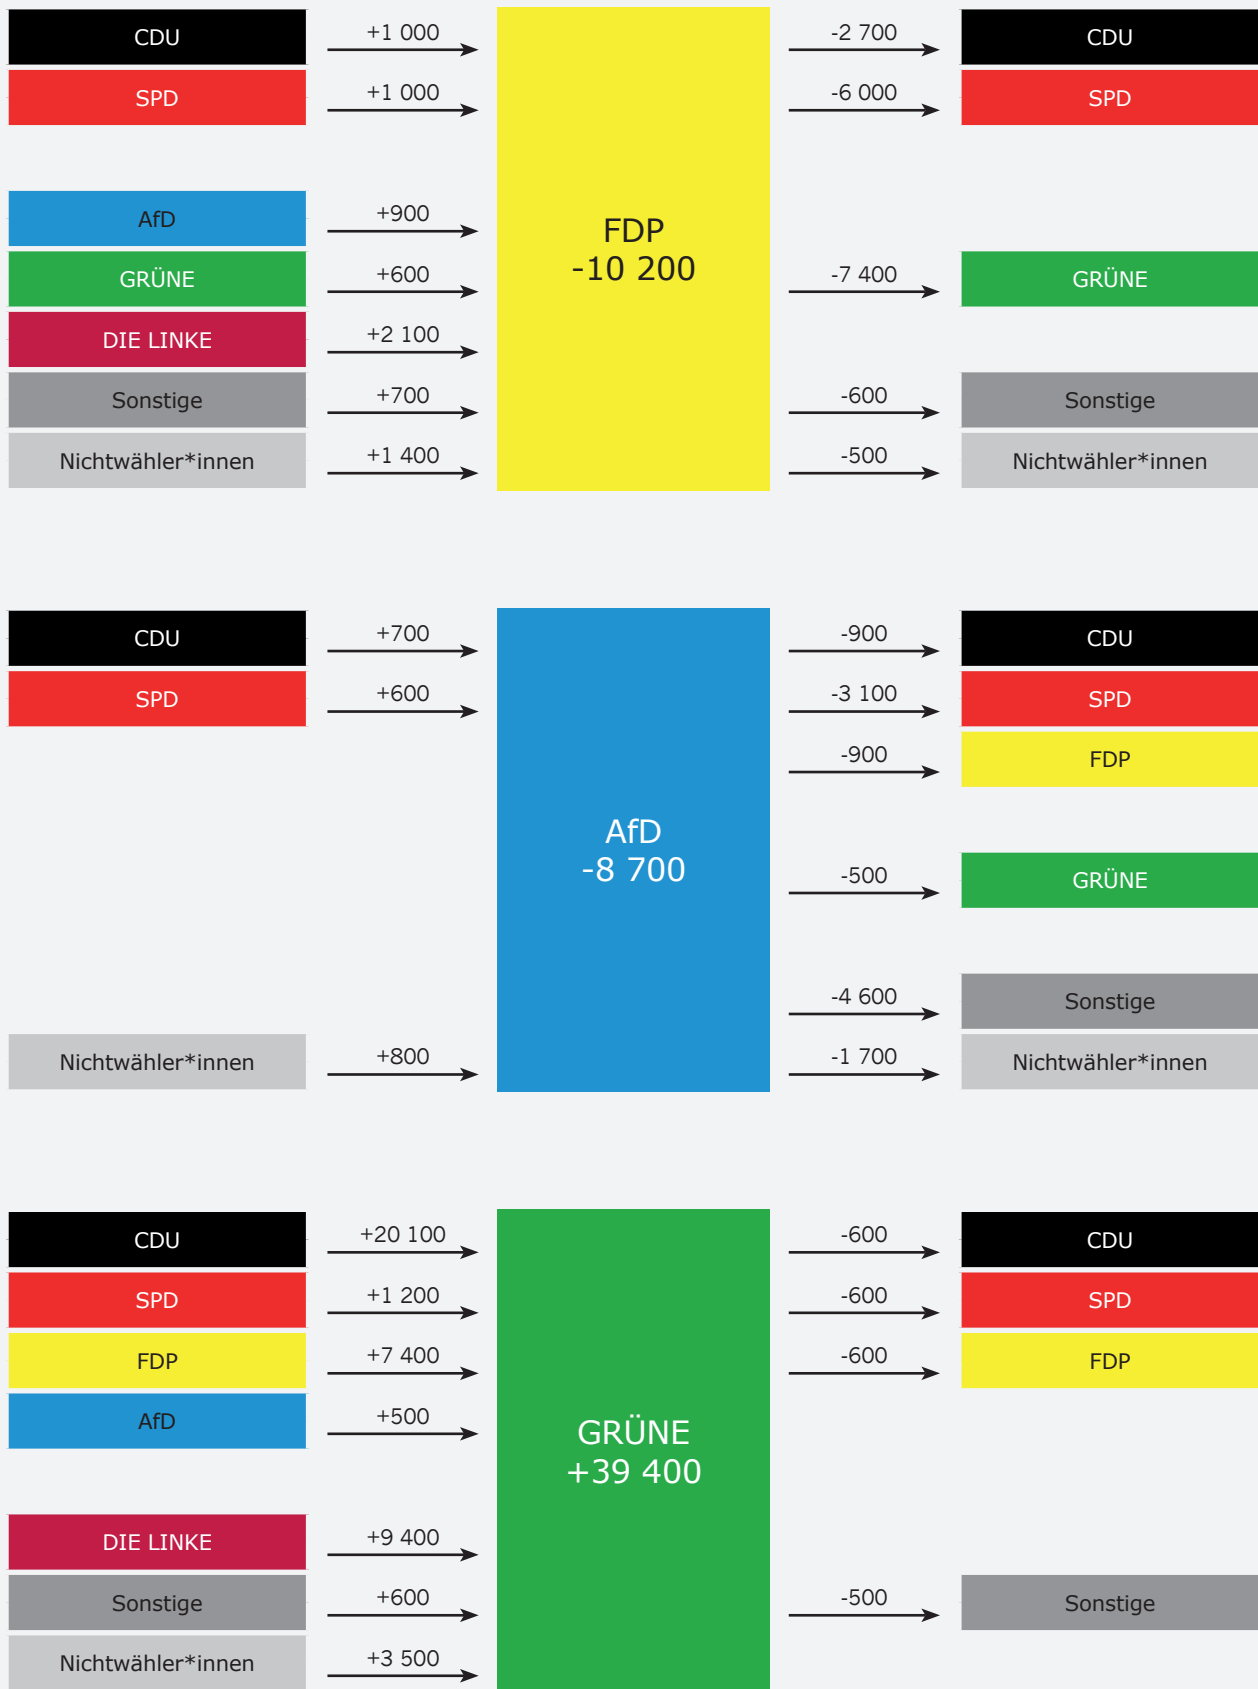 CDU +1 000 -2 700 CDU
SPD +1 000 -6 000 SPD
AfD +900
FDP
-10 200
GRÜNE +600 -7 400 GRÜNE
DIE LINKE +2 100
Sonstige +700 -600 Sonstige
Nichtwähler*innen +1 400 -500 Nichtwähler*innen
CDU +700 -900 CDU
SPD +600 -3 100 SPD
-900 FDP
AfD
-8 700
-500 GRÜNE
-4 600 Sonstige
Nichtwähler*innen +800 -1 700 Nichtwähler*innen
CDU +20 100 -600 CDU
SPD +1 200 -600 SPD
FDP +7 400 -600 FDP
AfD +500
GRÜNE
+39 400
DIE LINKE +9 400
Sonstige +600 -500 Sonstige
Nichtwähler*innen +3 500